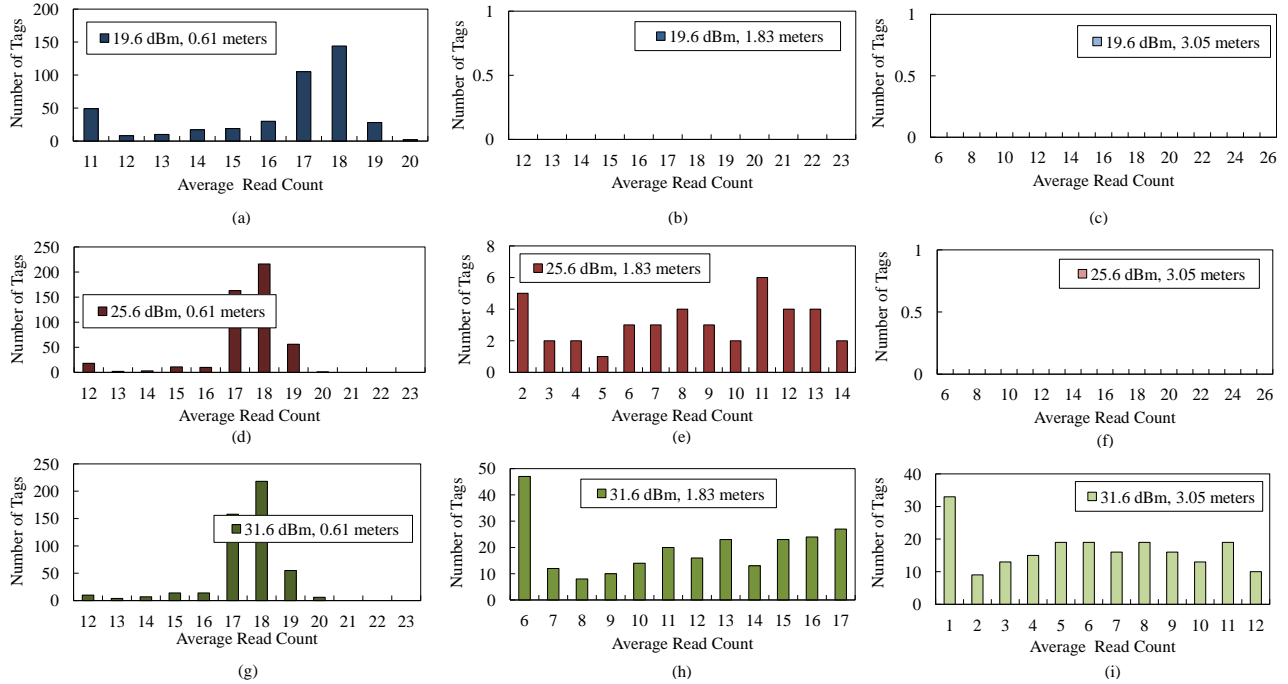 200
150
100
50
0
Number of Tags
19.6 dBm, 0.61 meters
11 12 13 14 15 16 17 18 19 20
Average Read Count
(a)
1
0.5
0
Number of Tags
19.6 dBm, 1.83 meters
12 13 14 15 16 17 18 19 20 21 22 23
Average Read Count
(b)
1
0.5
0
Number of Tags
19.6 dBm, 3.05 meters
6 8 10 12 14 16 18 20 22 24 26
Average Read Count
(c)
250
200
150
100
50
0
Number of Tags
25.6 dBm, 0.61 meters
12 13 14 15 16 17 18 19 20 21 22 23
Average Read Count
(d)
8
6
4
2
0
Number of Tags
25.6 dBm, 1.83 meters
2 3 4 5 6 7 8 9 10 11 12 13 14
Average Read Count
(e)
1
0.5
0
Number of Tags
25.6 dBm, 3.05 meters
6 8 10 12 14 16 18 20 22 24 26
Average Read Count
(f)
250
200
150
100
50
0
Number of Tags
31.6 dBm, 0.61 meters
12 13 14 15 16 17 18 19 20 21 22 23
Average Read Count
(g)
50
40
30
20
10
0
Number of Tags
31.6 dBm, 1.83 meters
6 7 8 9 10 11 12 13 14 15 16 17
Average Read Count
(h)
40
30
20
10
0
Number of Tags
31.6 dBm, 3.05 meters
1 2 3 4 5 6 7 8 9 10 11 12
Average Read Count
(i)